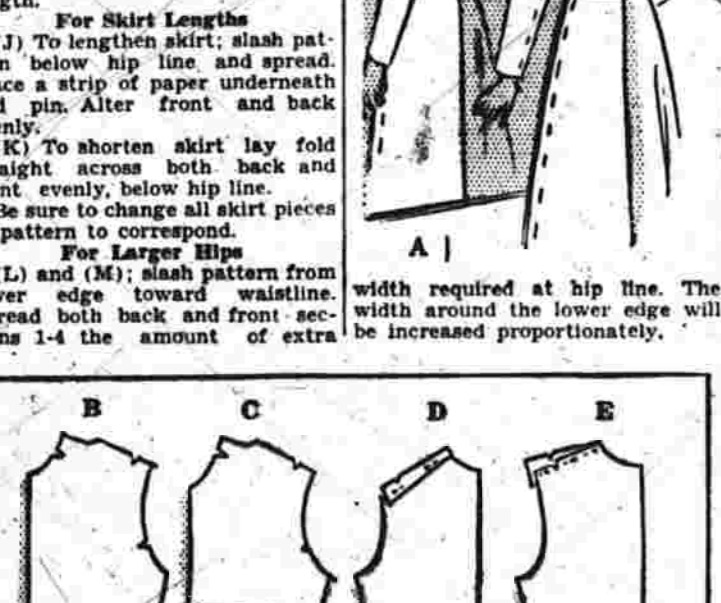 gth.
For Skirt Lengths
J) To lengthen skirt; slash pat-
n below hip line and spread.
ce a strip of paper underneath
d pin. Alter front and back
nly.
K) To shorten skirt lay fold
aight across both back and
nt evenly, below hip line.
Be sure to change all skirt pieces
pattern to correspond.
For Larger Hips
L) and (M); slash pattern from
wer edge toward waistline.
read both back and front sec-
ns 1-4 the amount of extra
A
width required at hip line. The
width around the lower edge will
be increased proportionately.
B C D E